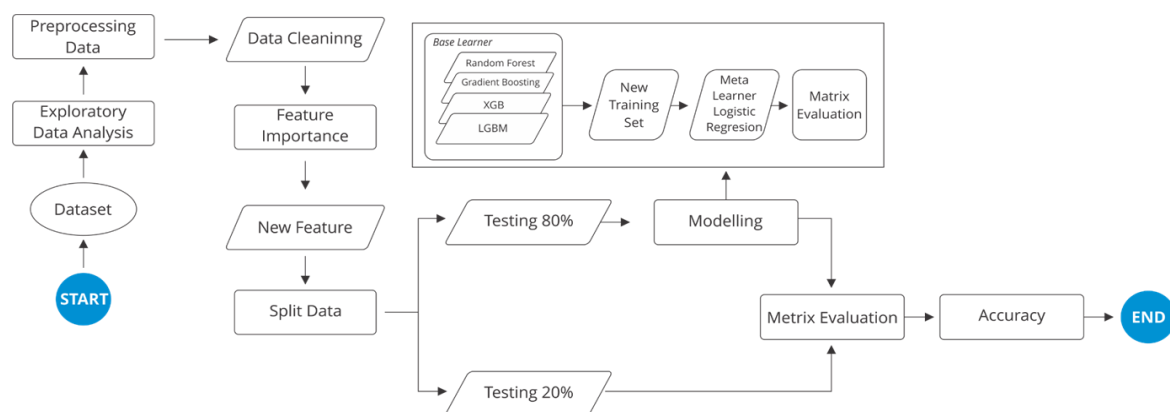 Preprocessing
Data
Data Cleaninng
Exploratory
Data Analysis
Feature
Importance
Dataset
New Feature
START
Split Data
Base Learner
Random Forest
Gradient Boosting
XGB
LGBM
New
Training
Set
Meta
Learner
Logistic
Regresion
Matrix
Evaluation
Testing 80%
Modelling
Testing 20%
Metrix Evaluation
Accuracy
END